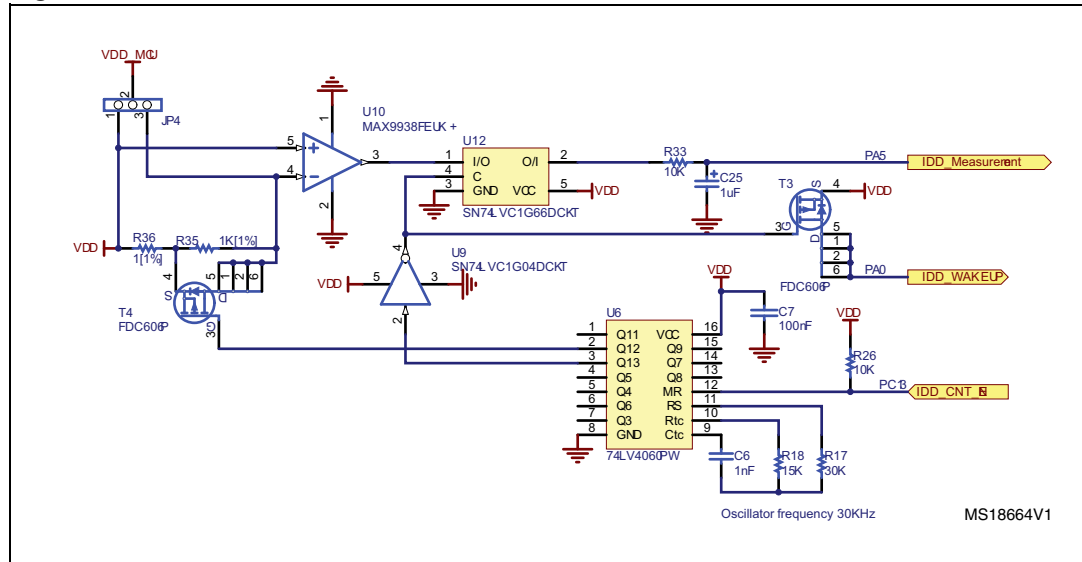 VDD_MCU
2
1
3
JP4
U10
MAX9938FEUK +
1
5
+
4
-
3
2
U12
1 I/O O/I 2
4 C
3 GND VCC 5 VDD
SN74LVC1G66DCKT
R33
10K
C25
+
1uF
PA5
IDD_Measurement
T3
S
4
VDD
3
G
D
5
1
2
6
FDC606P
PA0
IDD_WAKEUP
VDD
R36
1[1%]
R35
1K[1%]
4
5
1
2
6
S
D
G
3
T4
FDC606P
4
U9
SN74LVC1G04DCKT
VDD
5
3
2
VDD
C7
100nF
U6
1 Q11 VCC 16
2 Q12 Q9 15
3 Q13 Q7 14
4 Q5 Q8 13
5 Q4 MR 12
6 Q6 RS 11
7 Q3 Rtc 10
8 GND Ctc 9
74LV4060PW
VDD
R26
10K
PC13
IDD_CNT_EN
C6
1nF
R18
15K
R17
30K
Oscillator frequency 30KHz
MS18664V1